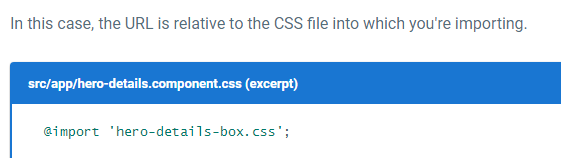 In this case, the URL is relative to the CSS file into which you're importing.
src/app/hero-details.component.css (excerpt)
@import 'hero-details-box.css';